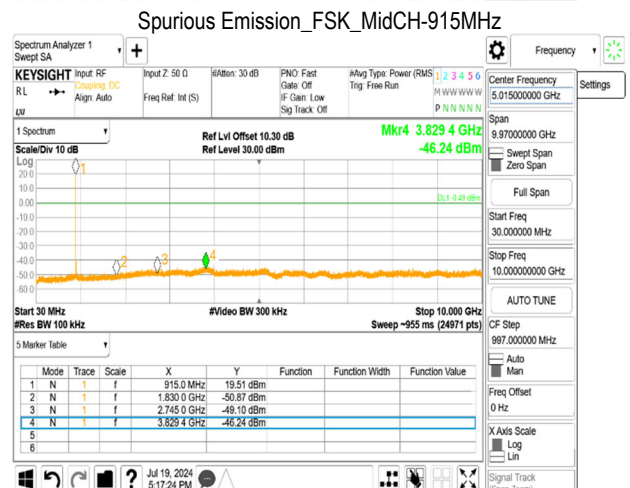 Spurious Emission_FSK_MidCH-915MHz
Spectrum Analyzer 1
Swept SA
Frequency
KEYSIGHT Input: RF Input Z: 50 Ω #Atten: 30 dB PNO: Fast #Avg Type: Power (RMS 1 2 3 4 5 6
RL Coupling: DC Gate: Off Trig: Free Run M W W W W W
Align: Auto Freq Ref: Int (S) IF Gain: Low
Sig Track: Off P N N N N N
Center Frequency
5.015000000 GHz
Settings
Span
9.97000000 GHz
Swept Span
Zero Span
Full Span
Start Freq
30.000000 MHz
Stop Freq
10.000000000 GHz
AUTO TUNE
CF Step
997.000000 MHz
Auto
Man
Freq Offset
0 Hz
X Axis Scale
Log
Lin
Signal Track
1 Spectrum
Ref Lvl Offset 10.30 dB Mkr4 3.829 4 GHz
Scale/Div 10 dB Ref Level 30.00 dBm -46.24 dBm
Log
20.0
10.0
0.00
-10.0
-20.0
-30.0
-40.0
-50.0
-60.0
1
2
3
4
DL1 -0.49 dBm
Start 30 MHz #Video BW 300 kHz Stop 10.000 GHz
#Res BW 100 kHz Sweep ~955 ms (24971 pts)
5 Marker Table
Mode Trace Scale X Y Function Function Width Function Value
1 N 1 f 915.0 MHz 19.51 dBm
2 N 1 f 1.830 0 GHz -50.87 dBm
3 N 1 f 2.745 0 GHz -49.10 dBm
4 N 1 f 3.829 4 GHz -46.24 dBm
5
6
?
Jul 19, 2024
5:17:24 PM